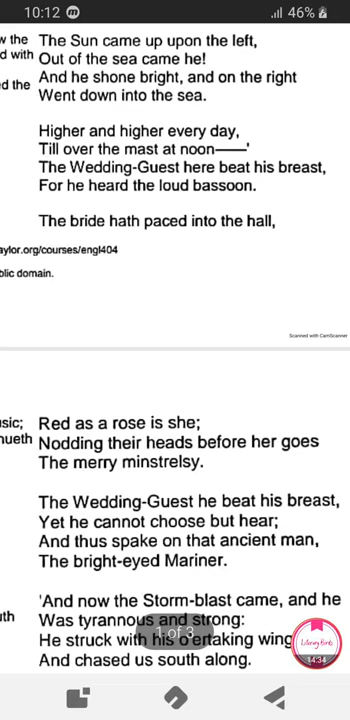 10:12 46%
w the The Sun came up upon the left,
d with Out of the sea came he!
And he shone bright, and on the right
d the Went down into the sea.
Higher and higher every day,
Till over the mast at noon——'
The Wedding-Guest here beat his breast,
For he heard the loud bassoon.
The bride hath paced into the hall,
aylor.org/courses/engl404
blic domain.
Scanned with CamScanner
sic; Red as a rose is she;
nueth Nodding their heads before her goes
The merry minstrelsy.
The Wedding-Guest he beat his breast,
Yet he cannot choose but hear;
And thus spake on that ancient man,
The bright-eyed Mariner.
'And now the Storm-blast came, and he
uth Was tyrannous and strong:
He struck with his o'ertaking wing
And chased us south along.
1 of 3
Literary Birds
14:34